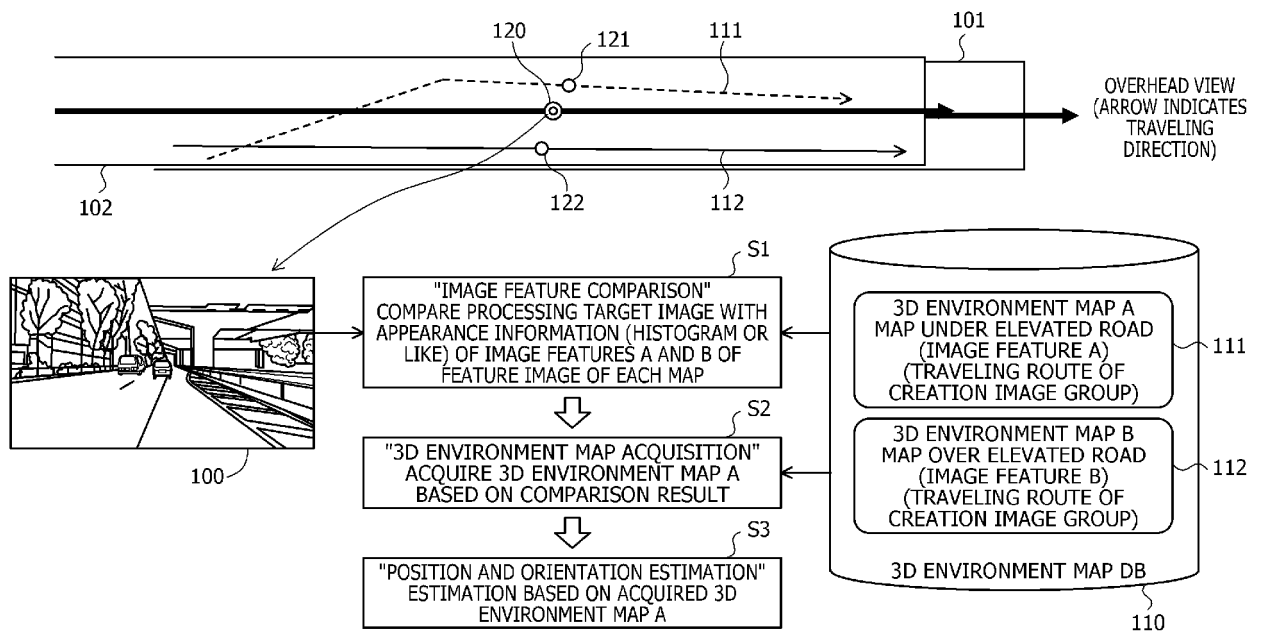 120
121
111
101
OVERHEAD VIEW
(ARROW INDICATES
TRAVELING
DIRECTION)
102
122
112
S1
"IMAGE FEATURE COMPARISON"
COMPARE PROCESSING TARGET IMAGE WITH
APPEARANCE INFORMATION (HISTOGRAM OR
LIKE) OF IMAGE FEATURES A AND B OF
FEATURE IMAGE OF EACH MAP
S2
"3D ENVIRONMENT MAP ACQUISITION"
ACQUIRE 3D ENVIRONMENT MAP A
BASED ON COMPARISON RESULT
S3
"POSITION AND ORIENTATION ESTIMATION"
ESTIMATION BASED ON ACQUIRED 3D
ENVIRONMENT MAP A
100
3D ENVIRONMENT MAP A
MAP UNDER ELEVATED ROAD
(IMAGE FEATURE A)
(TRAVELING ROUTE OF
CREATION IMAGE GROUP)
111
3D ENVIRONMENT MAP B
MAP OVER ELEVATED ROAD
(IMAGE FEATURE B)
(TRAVELING ROUTE OF
CREATION IMAGE GROUP)
112
3D ENVIRONMENT MAP DB
110